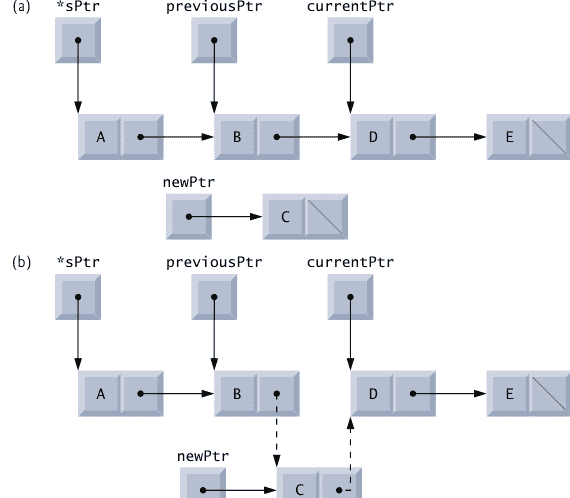 (a) *sPtr previousPtr currentPtr
A B D E
newPtr
C
(b) *sPtr previousPtr currentPtr
A B D E
newPtr
C